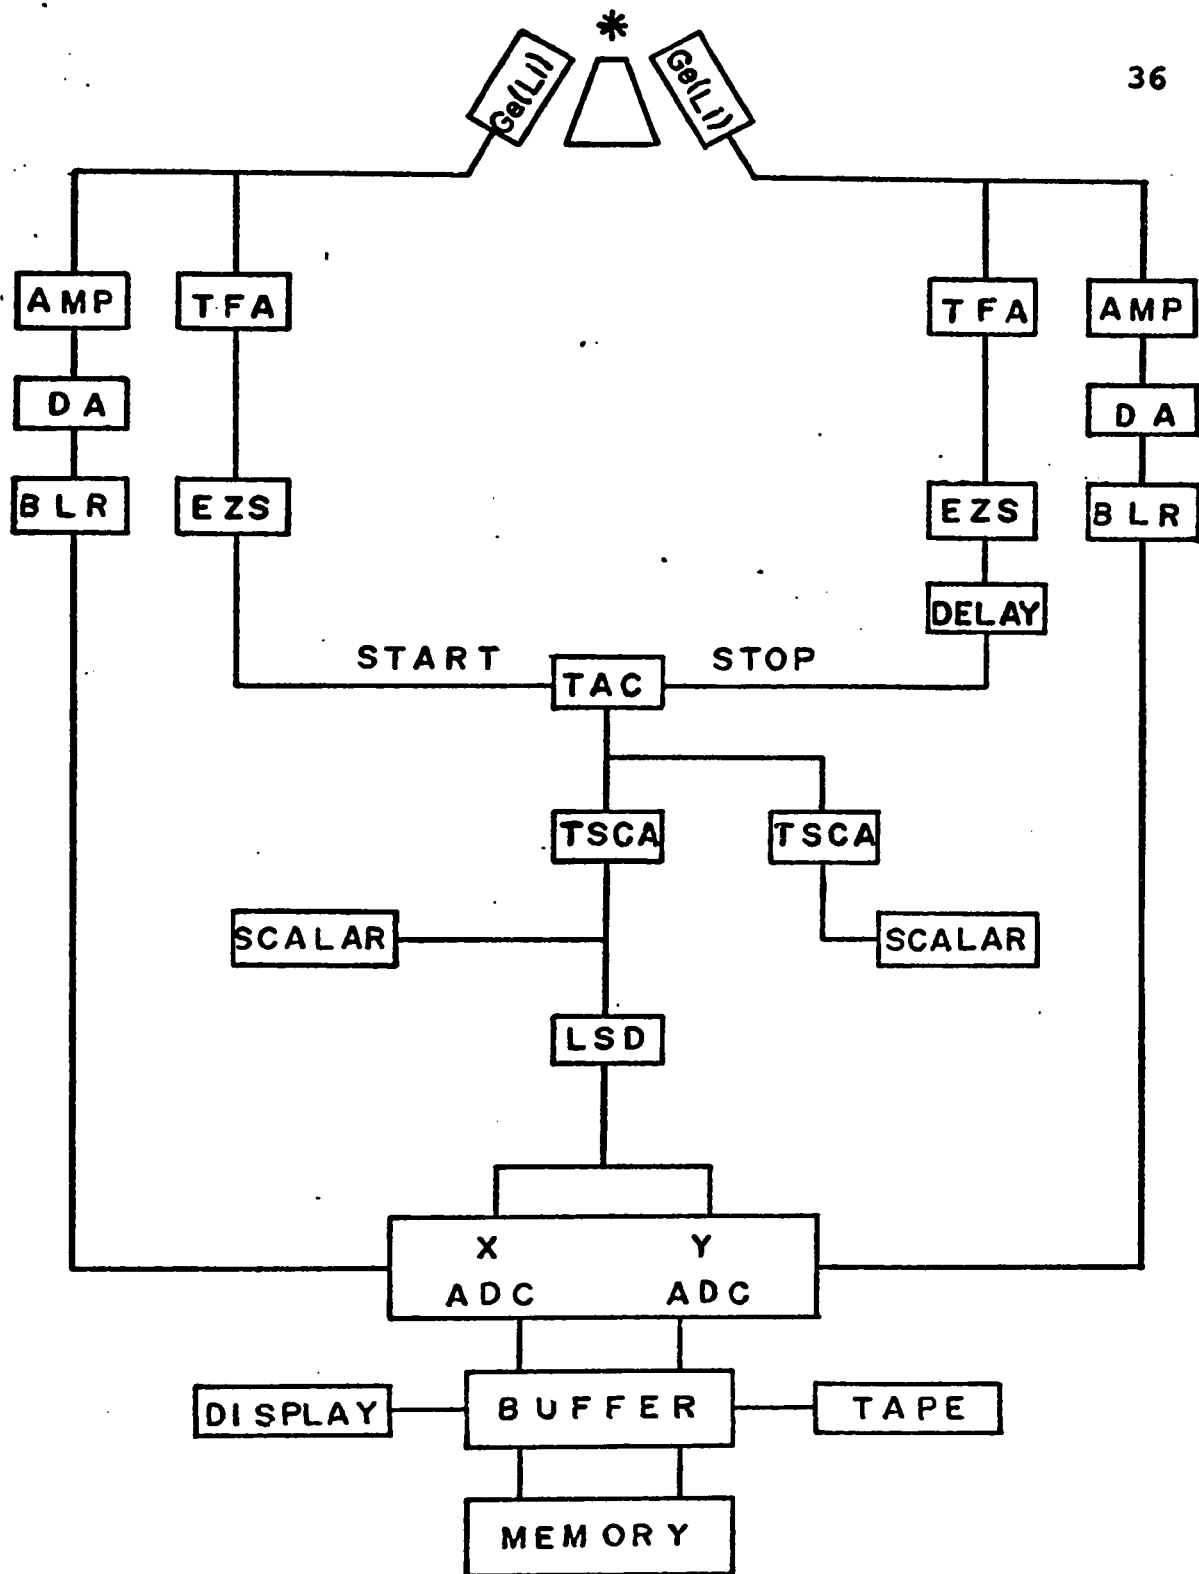 36
Ge(Li)
Ge(Li)
AMP
TFA
TFA
AMP
DA
DA
BLR
EZS
EZS
BLR
DELAY
START
STOP
TAC
TSCA
TSCA
SCALAR
SCALAR
LSD
X
Y
ADC
ADC
DISPLAY
BUFFER
TAPE
MEMORY